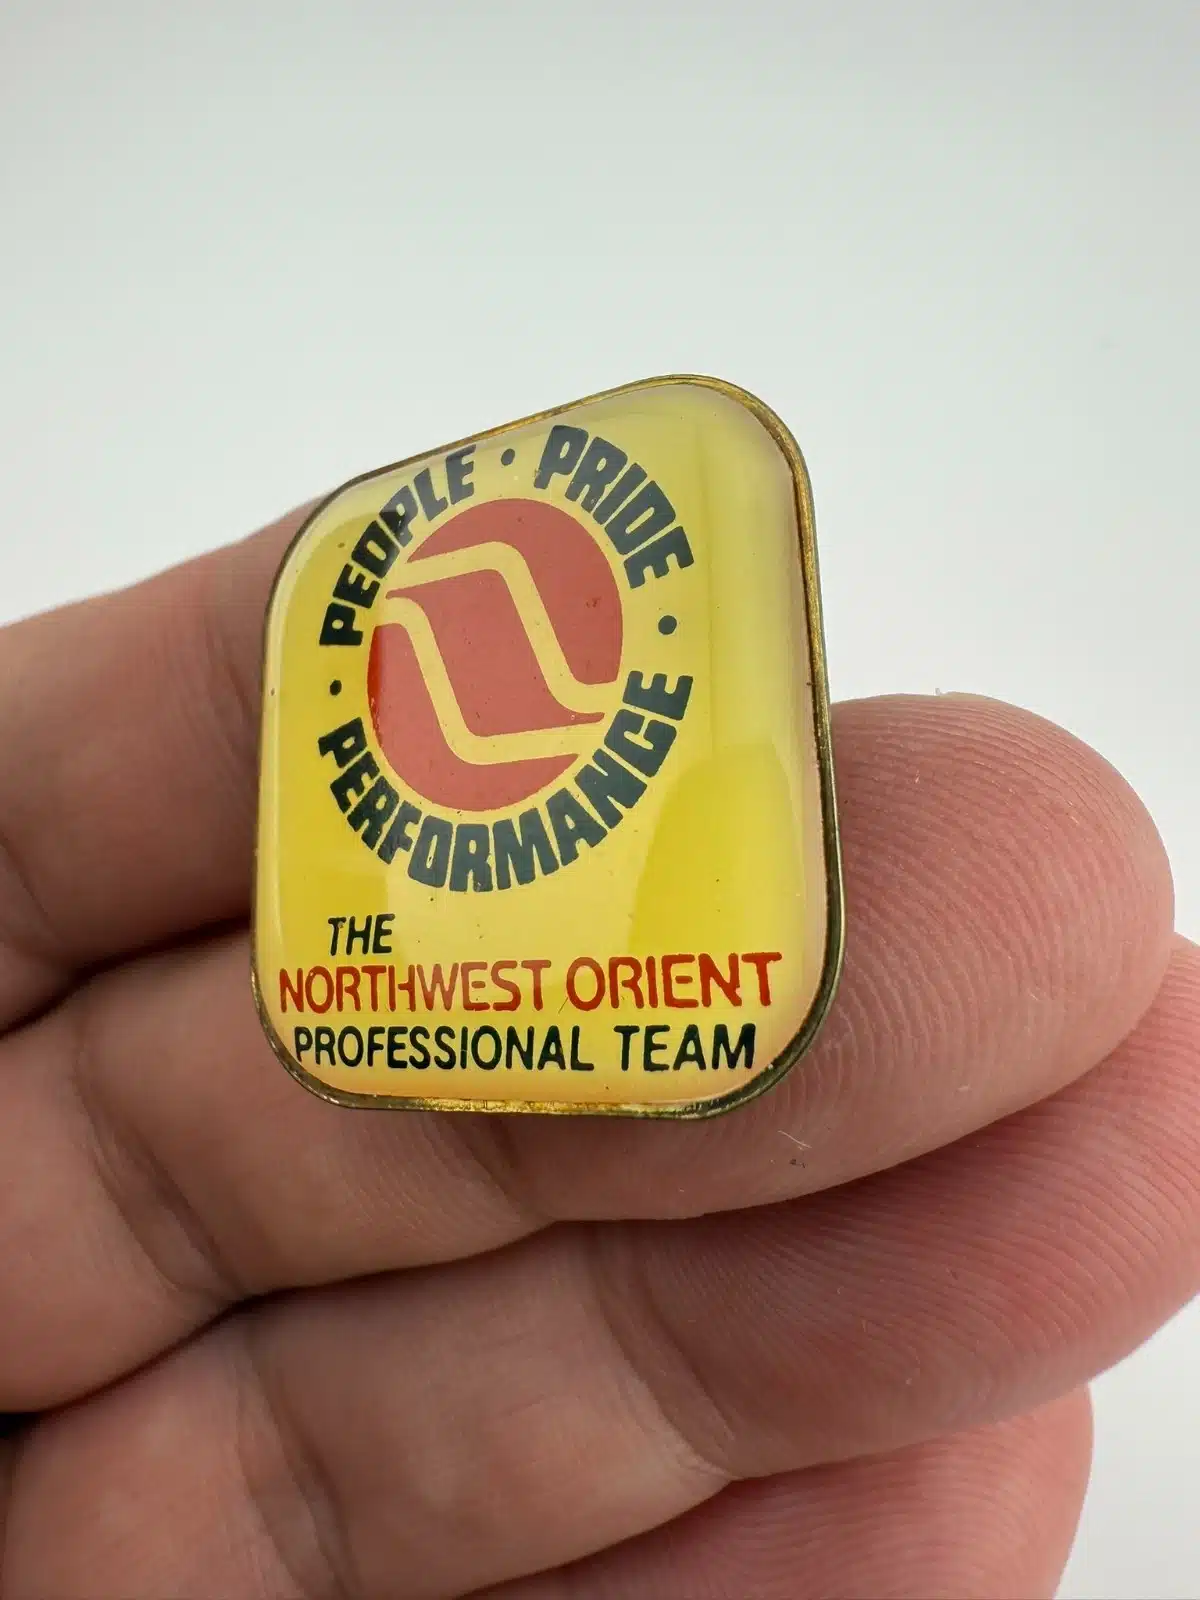 PEOPLE • PRIDE • PERFORMANCE •
THE
NORTHWEST ORIENT
PROFESSIONAL TEAM